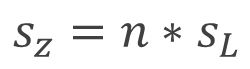 s_z = n * s_L